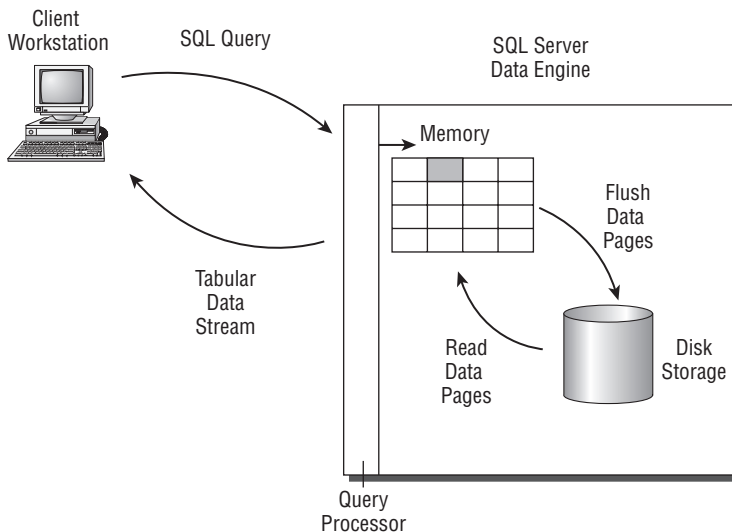 Client
Workstation
SQL Query
SQL Server
Data Engine
Memory
Flush
Data
Pages
Tabular
Data
Stream
Read
Data
Pages
Disk
Storage
Query
Processor